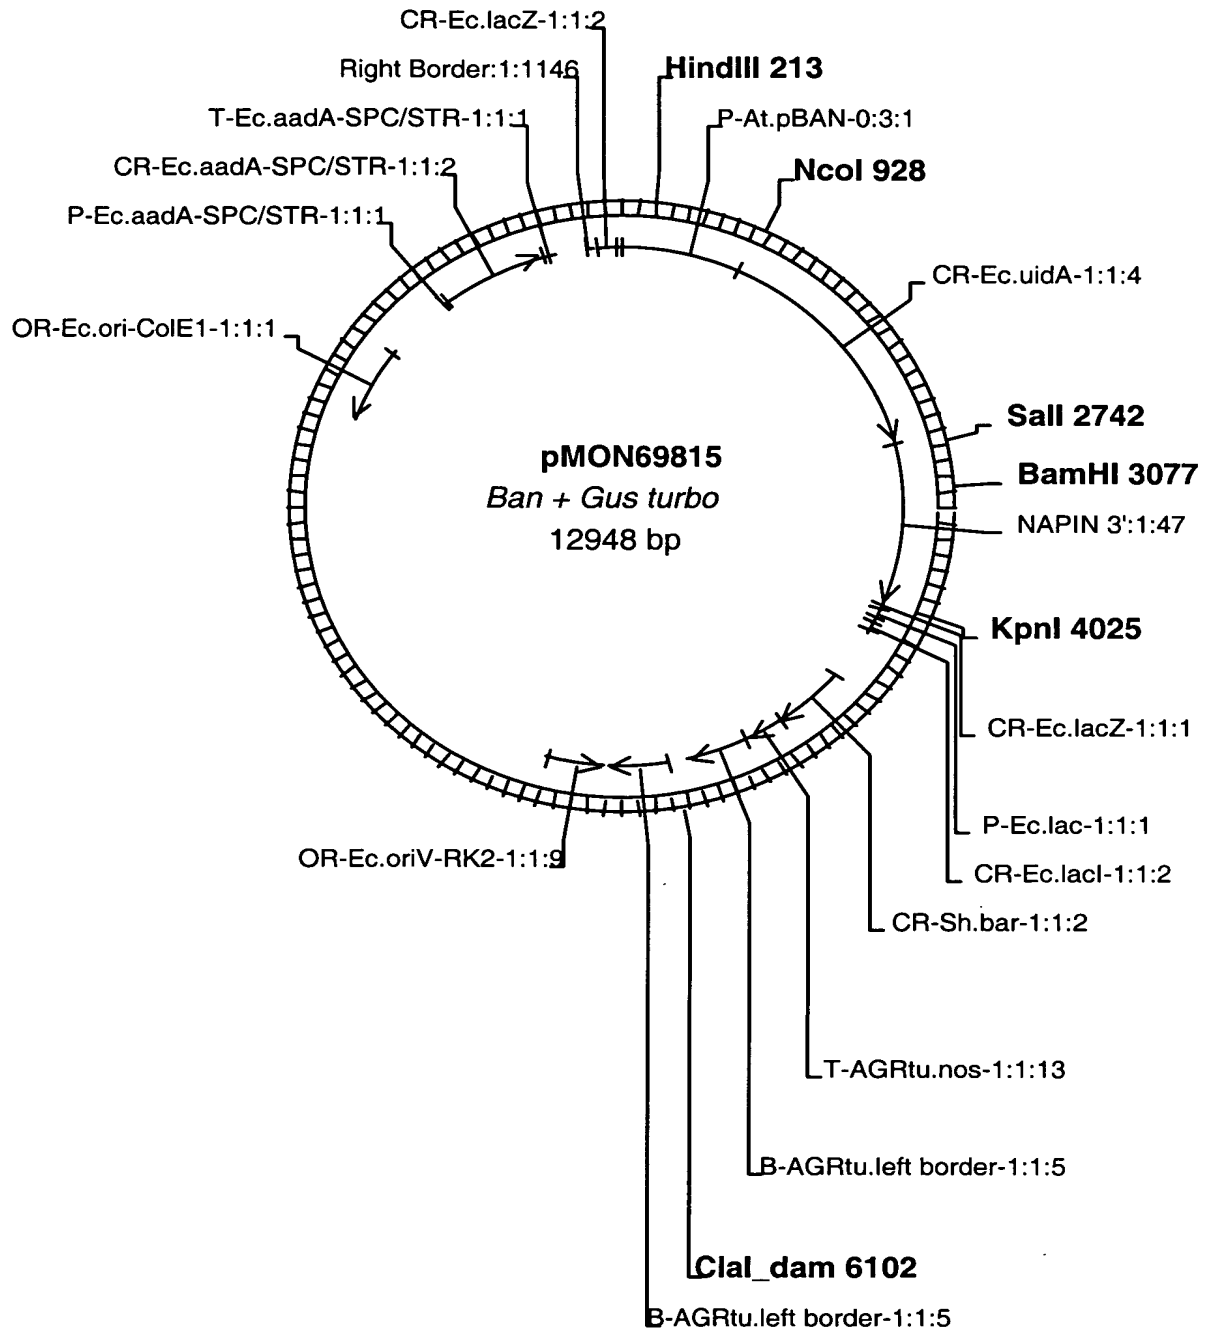 CR-Ec.lacZ-1:1:2
Right Border:1:1146
HindIII 213
T-Ec.aadA-SPC/STR-1:1:1
P-At.pBAN-0:3:1
CR-Ec.aadA-SPC/STR-1:1:2
NcoI 928
P-Ec.aadA-SPC/STR-1:1:1
CR-Ec.uidA-1:1:4
OR-Ec.ori-ColE1-1:1:1
SalI 2742
pMON69815
BamHI 3077
Ban + Gus turbo
NAPIN 3':1:47
12948 bp
KpnI 4025
CR-Ec.lacZ-1:1:1
P-Ec.lac-1:1:1
OR-Ec.oriV-RK2-1:1:9
CR-Ec.lacI-1:1:2
CR-Sh.bar-1:1:2
T-AGRtu.nos-1:1:13
B-AGRtu.left border-1:1:5
ClaI_dam 6102
B-AGRtu.left border-1:1:5